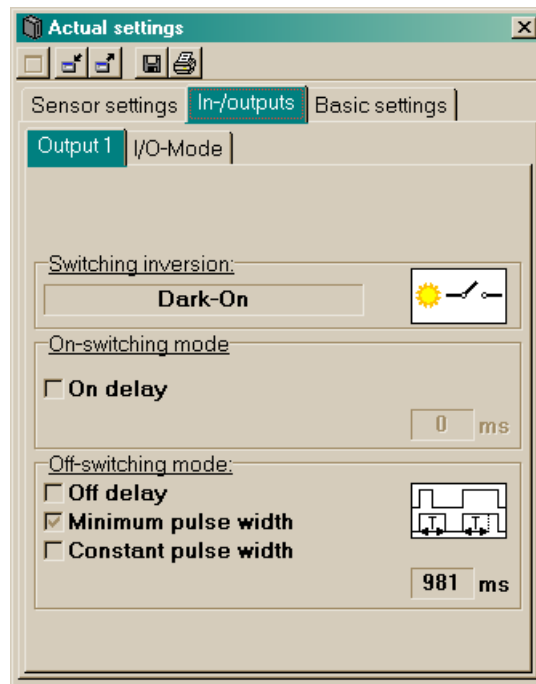 Actual settings
Sensor settings In-/outputs Basic settings
Output 1 I/O-Mode
Switching inversion:
Dark-On
On-switching mode
On delay
0 ms
Off-switching mode:
Off delay
Minimum pulse width
Constant pulse width
T T
981 ms